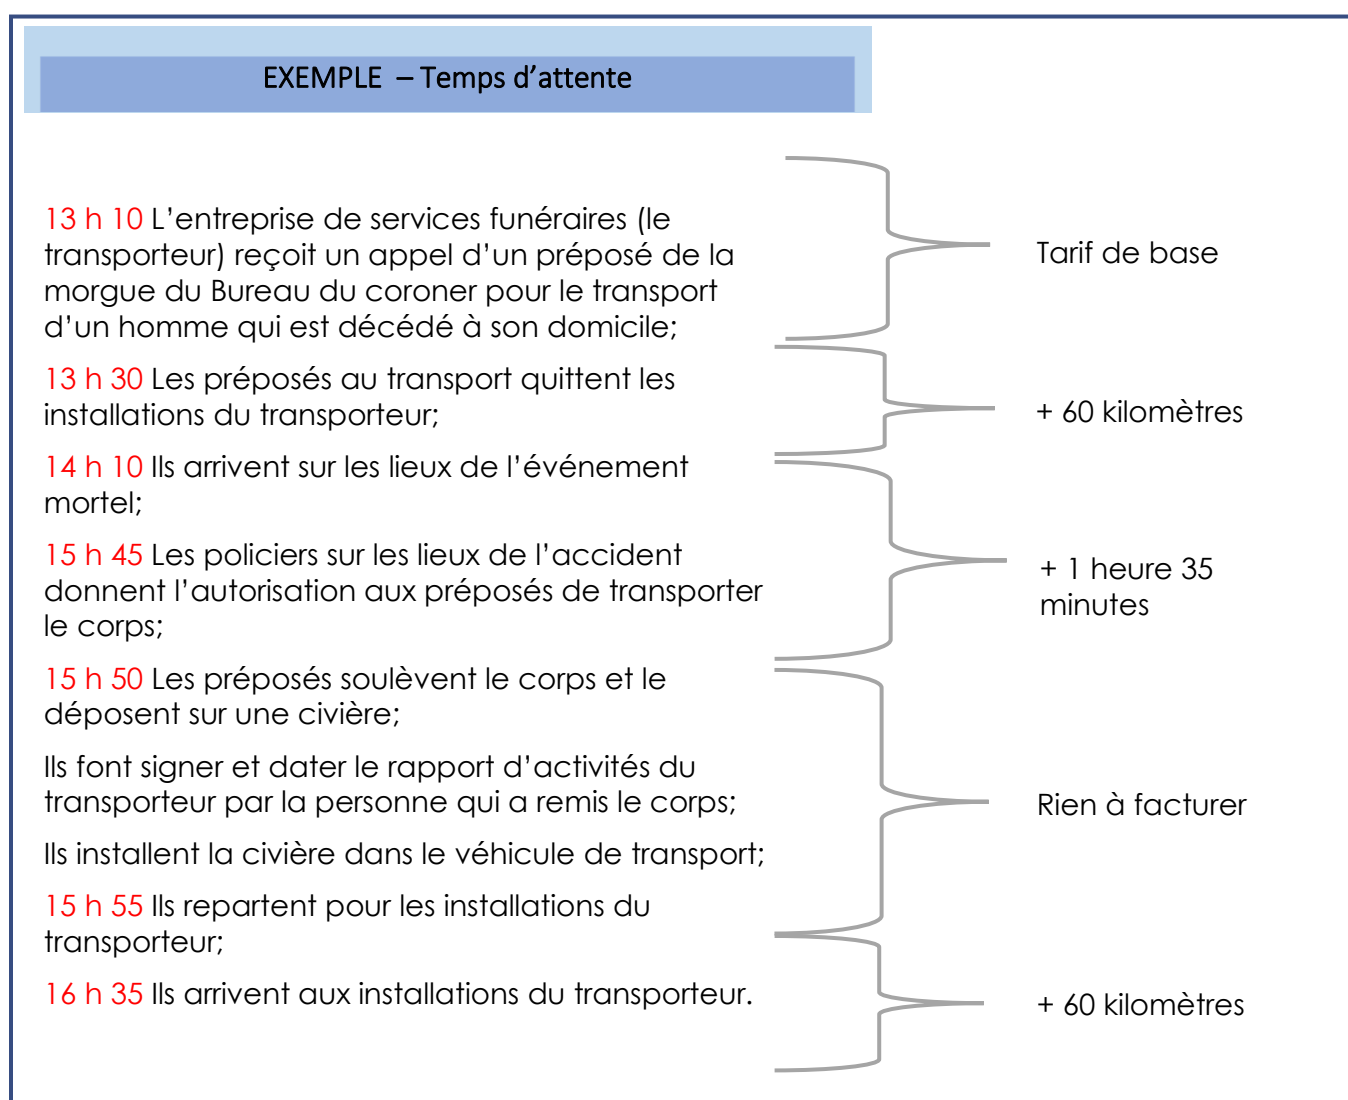 EXEMPLE – Temps d’attente
13 h 10 L’entreprise de services funéraires (le
transporteur) reçoit un appel d’un préposé de la
morgue du Bureau du coroner pour le transport
d’un homme qui est décédé à son domicile;
Tarif de base
13 h 30 Les préposés au transport quittent les
installations du transporteur;
+ 60 kilomètres
14 h 10 Ils arrivent sur les lieux de l’événement
mortel;
15 h 45 Les policiers sur les lieux de l’accident
donnent l’autorisation aux préposés de transporter
le corps;
+ 1 heure 35
minutes
15 h 50 Les préposés soulèvent le corps et le
déposent sur une civière;
Ils font signer et dater le rapport d’activités du
transporteur par la personne qui a remis le corps;
Ils installent la civière dans le véhicule de transport;
Rien à facturer
15 h 55 Ils repartent pour les installations du
transporteur;
16 h 35 Ils arrivent aux installations du transporteur.
+ 60 kilomètres